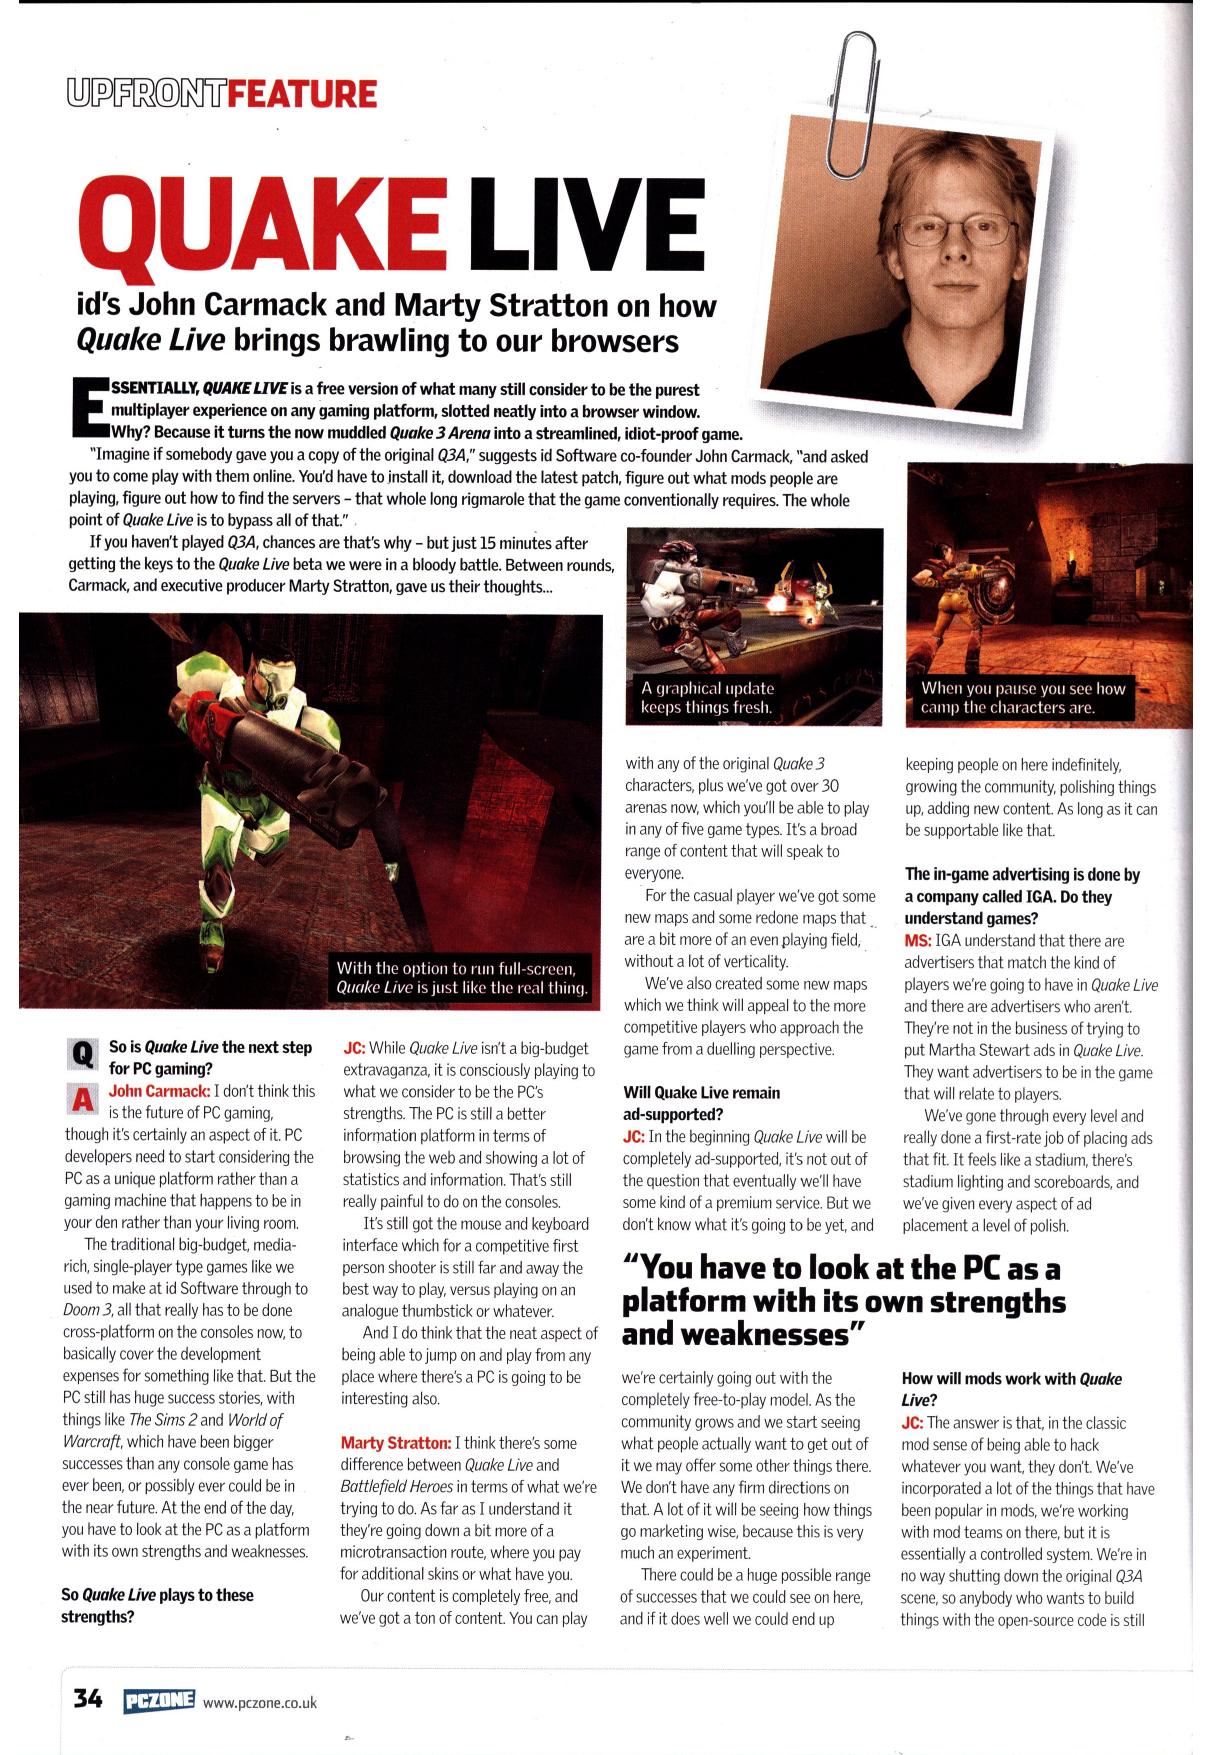 UPFRONTFEATURE
QUAKE LIVE
id's John Carmack and Marty Stratton on how
Quake Live brings brawling to our browsers
ESSENTIALLY, QUAKE LIVE is a free version of what many still consider to be the purest
multiplayer experience on any gaming platform, slotted neatly into a browser window.
Why? Because it turns the now muddled Quake 3 Arena into a streamlined, idiot-proof game.
"Imagine if somebody gave you a copy of the original Q3A," suggests id Software co-founder John Carmack, "and asked
you to come play with them online. You'd have to install it, download the latest patch, figure out what mods people are
playing, figure out how to find the servers – that whole long rigmarole that the game conventionally requires. The whole
point of Quake Live is to bypass all of that."
If you haven't played Q3A, chances are that's why – but just 15 minutes after
getting the keys to the Quake Live beta we were in a bloody battle. Between rounds,
Carmack, and executive producer Marty Stratton, gave us their thoughts...
With the option to run full-screen,
Quake Live is just like the real thing.
A graphical update
keeps things fresh.
When you pause you see how
camp the characters are.
Q So is Quake Live the next step
for PC gaming?
A John Carmack: I don't think this
is the future of PC gaming,
though it's certainly an aspect of it. PC
developers need to start considering the
PC as a unique platform rather than a
gaming machine that happens to be in
your den rather than your living room.
The traditional big-budget, media-
rich, single-player type games like we
used to make at id Software through to
Doom 3, all that really has to be done
cross-platform on the consoles now, to
basically cover the development
expenses for something like that. But the
PC still has huge success stories, with
things like The Sims 2 and World of
Warcraft, which have been bigger
successes than any console game has
ever been, or possibly ever could be in
the near future. At the end of the day,
you have to look at the PC as a platform
with its own strengths and weaknesses.
So Quake Live plays to these
strengths?
JC: While Quake Live isn't a big-budget
extravaganza, it is consciously playing to
what we consider to be the PC's
strengths. The PC is still a better
information platform in terms of
browsing the web and showing a lot of
statistics and information. That's still
really painful to do on the consoles.
It's still got the mouse and keyboard
interface which for a competitive first
person shooter is still far and away the
best way to play, versus playing on an
analogue thumbstick or whatever.
And I do think that the neat aspect of
being able to jump on and play from any
place where there's a PC is going to be
interesting also.
Marty Stratton: I think there's some
difference between Quake Live and
Battlefield Heroes in terms of what we're
trying to do. As far as I understand it
they're going down a bit more of a
microtransaction route, where you pay
for additional skins or what have you.
Our content is completely free, and
we've got a ton of content. You can play
with any of the original Quake 3
characters, plus we've got over 30
arenas now, which you'll be able to play
in any of five game types. It's a broad
range of content that will speak to
everyone.
For the casual player we've got some
new maps and some redone maps that
are a bit more of an even playing field,
without a lot of verticality.
We've also created some new maps
which we think will appeal to the more
competitive players who approach the
game from a duelling perspective.
Will Quake Live remain
ad-supported?
JC: In the beginning Quake Live will be
completely ad-supported, it's not out of
the question that eventually we'll have
some kind of a premium service. But we
don't know what it's going to be yet, and
"You have to look at the PC as a
platform with its own strengths
and weaknesses"
we're certainly going out with the
completely free-to-play model. As the
community grows and we start seeing
what people actually want to get out of
it we may offer some other things there.
We don't have any firm directions on
that. A lot of it will be seeing how things
go marketing wise, because this is very
much an experiment.
There could be a huge possible range
of successes that we could see on here,
and if it does well we could end up
keeping people on here indefinitely,
growing the community, polishing things
up, adding new content. As long as it can
be supportable like that.
The in-game advertising is done by
a company called IGA. Do they
understand games?
MS: IGA understand that there are
advertisers that match the kind of
players we're going to have in Quake Live
and there are advertisers who aren't.
They're not in the business of trying to
put Martha Stewart ads in Quake Live.
They want advertisers to be in the game
that will relate to players.
We've gone through every level and
really done a first-rate job of placing ads
that fit. It feels like a stadium, there's
stadium lighting and scoreboards, and
we've given every aspect of ad
placement a level of polish.
How will mods work with Quake
Live?
JC: The answer is that, in the classic
mod sense of being able to hack
whatever you want, they don't. We've
incorporated a lot of the things that have
been popular in mods, we're working
with mod teams on there, but it is
essentially a controlled system. We're in
no way shutting down the original Q3A
scene, so anybody who wants to build
things with the open-source code is still
34 PCZONE www.pczone.co.uk